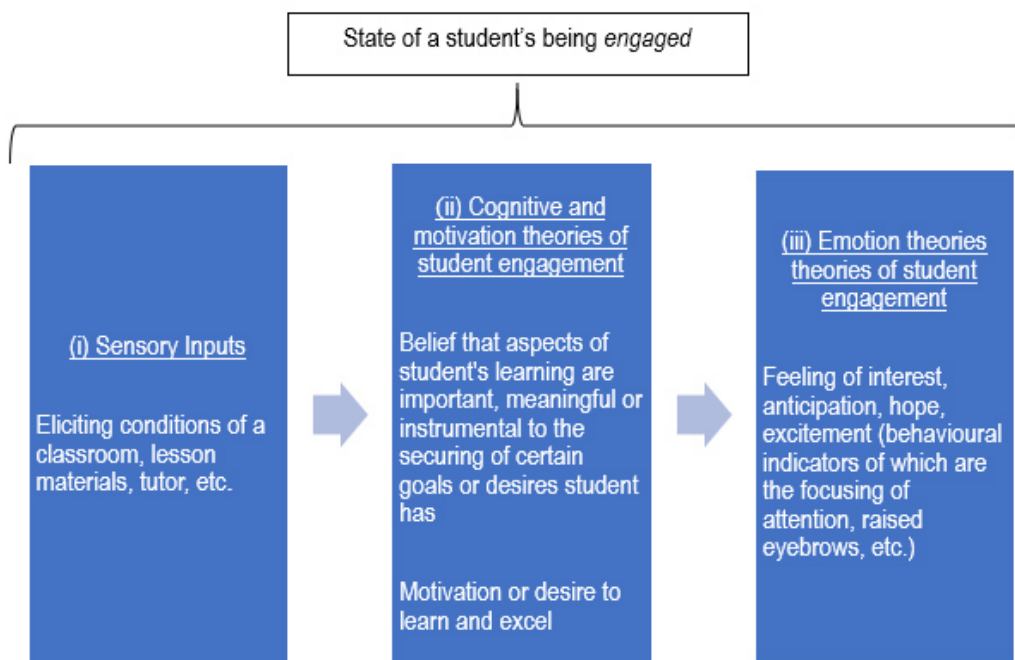 State of a student's being engaged
(i) Sensory Inputs
Eliciting conditions of a
classroom, lesson
materials, tutor, etc.
(ii) Cognitive and
motivation theories of
student engagement
Belief that aspects of
student's learning are
important, meaningful or
instrumental to the
securing of certain
goals or desires student
has
Motivation or desire to
learn and excel
(iii) Emotion theories
theories of student
engagement
Feeling of interest,
anticipation, hope,
excitement (behavioural
indicators of which are
the focusing of
attention, raised
eyebrows, etc.)